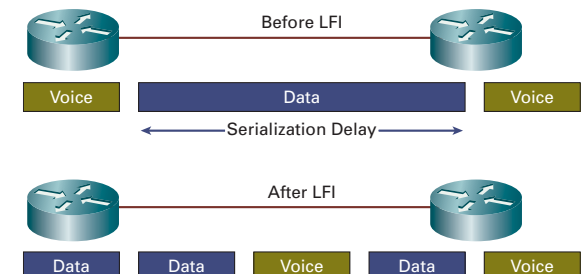 Before LFI
Voice Data Voice
Serialization Delay
After LFI
Data Data Voice Data Voice